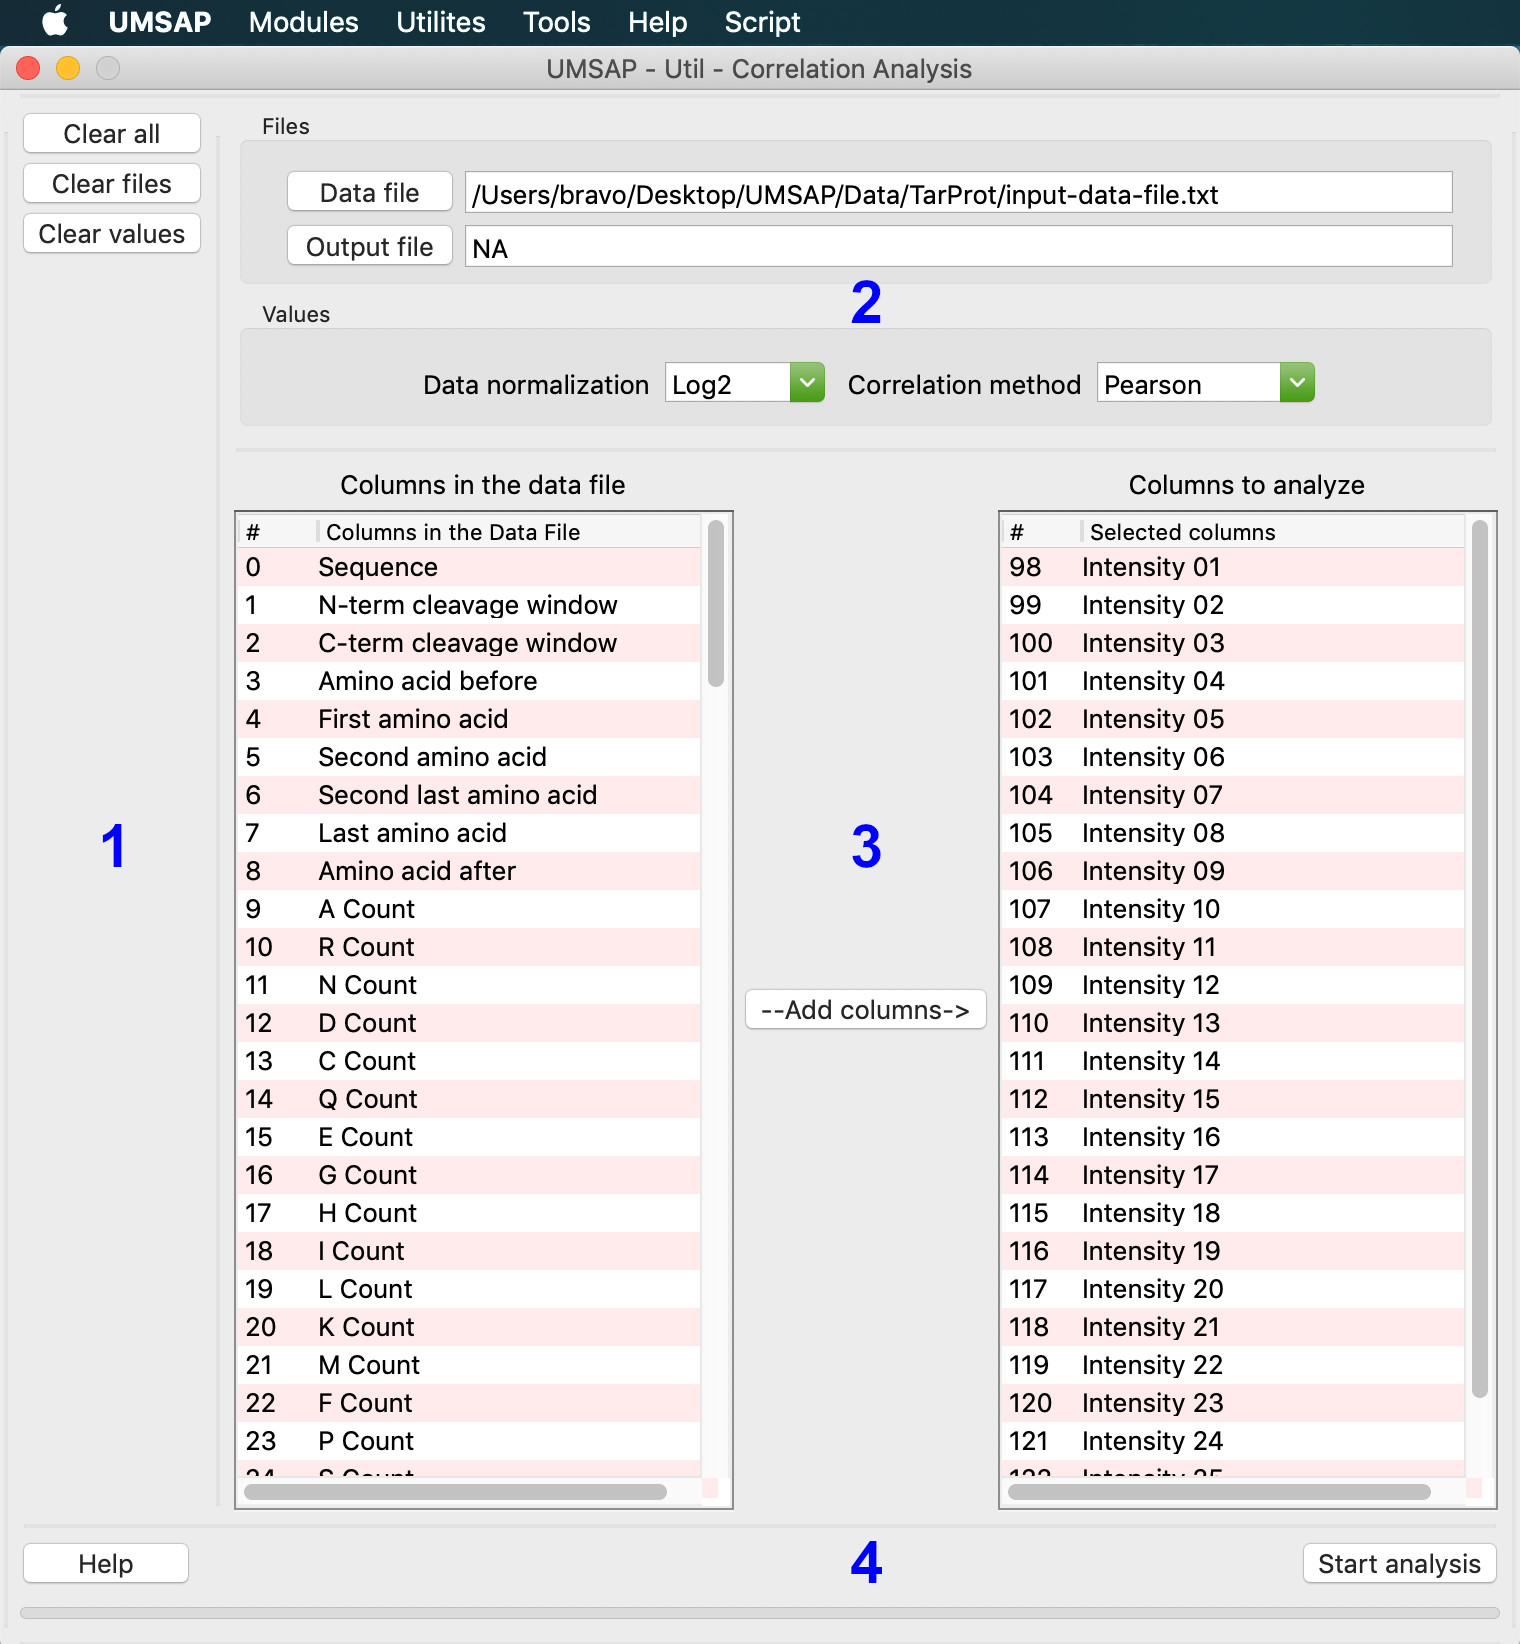 UMSAP Modules Utilites Tools Help Script
UMSAP - Util - Correlation Analysis
Clear all
Clear files
Clear values
Files
Data file /Users/bravo/Desktop/UMSAP/Data/TarProt/input-data-file.txt
Output file NA
2
Values
Data normalization Log2 Correlation method Pearson
Columns in the data file
# Columns in the Data File
0 Sequence
1 N-term cleavage window
2 C-term cleavage window
3 Amino acid before
4 First amino acid
5 Second amino acid
6 Second last amino acid
7 Last amino acid
8 Amino acid after
9 A Count
10 R Count
11 N Count
12 D Count
13 C Count
14 Q Count
15 E Count
16 G Count
17 H Count
18 I Count
19 L Count
20 K Count
21 M Count
22 F Count
23 P Count
24 S Count
1
3
--Add columns->
Columns to analyze
# Selected columns
98 Intensity 01
99 Intensity 02
100 Intensity 03
101 Intensity 04
102 Intensity 05
103 Intensity 06
104 Intensity 07
105 Intensity 08
106 Intensity 09
107 Intensity 10
108 Intensity 11
109 Intensity 12
110 Intensity 13
111 Intensity 14
112 Intensity 15
113 Intensity 16
114 Intensity 17
115 Intensity 18
116 Intensity 19
117 Intensity 20
118 Intensity 21
119 Intensity 22
120 Intensity 23
121 Intensity 24
122 Intensity 25
Help
4
Start analysis